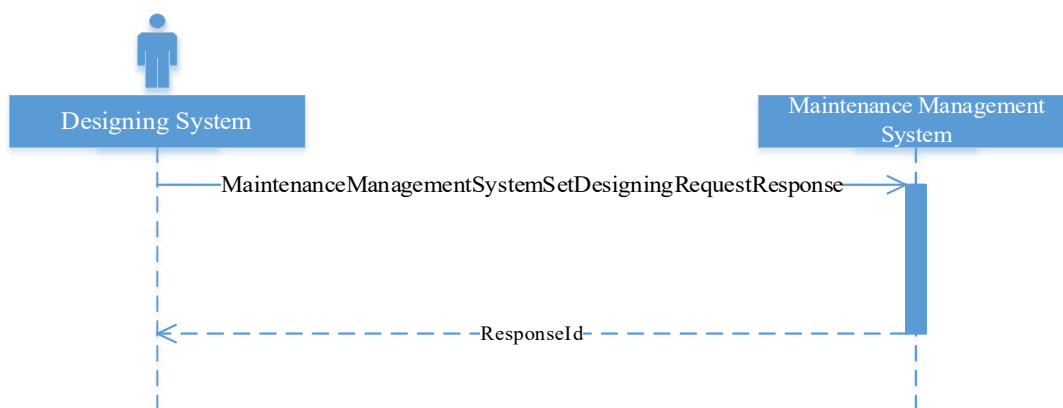 Designing System
Maintenance Management
System
MaintenanceManagementSystemSetDesigningRequestResponse
ResponseId